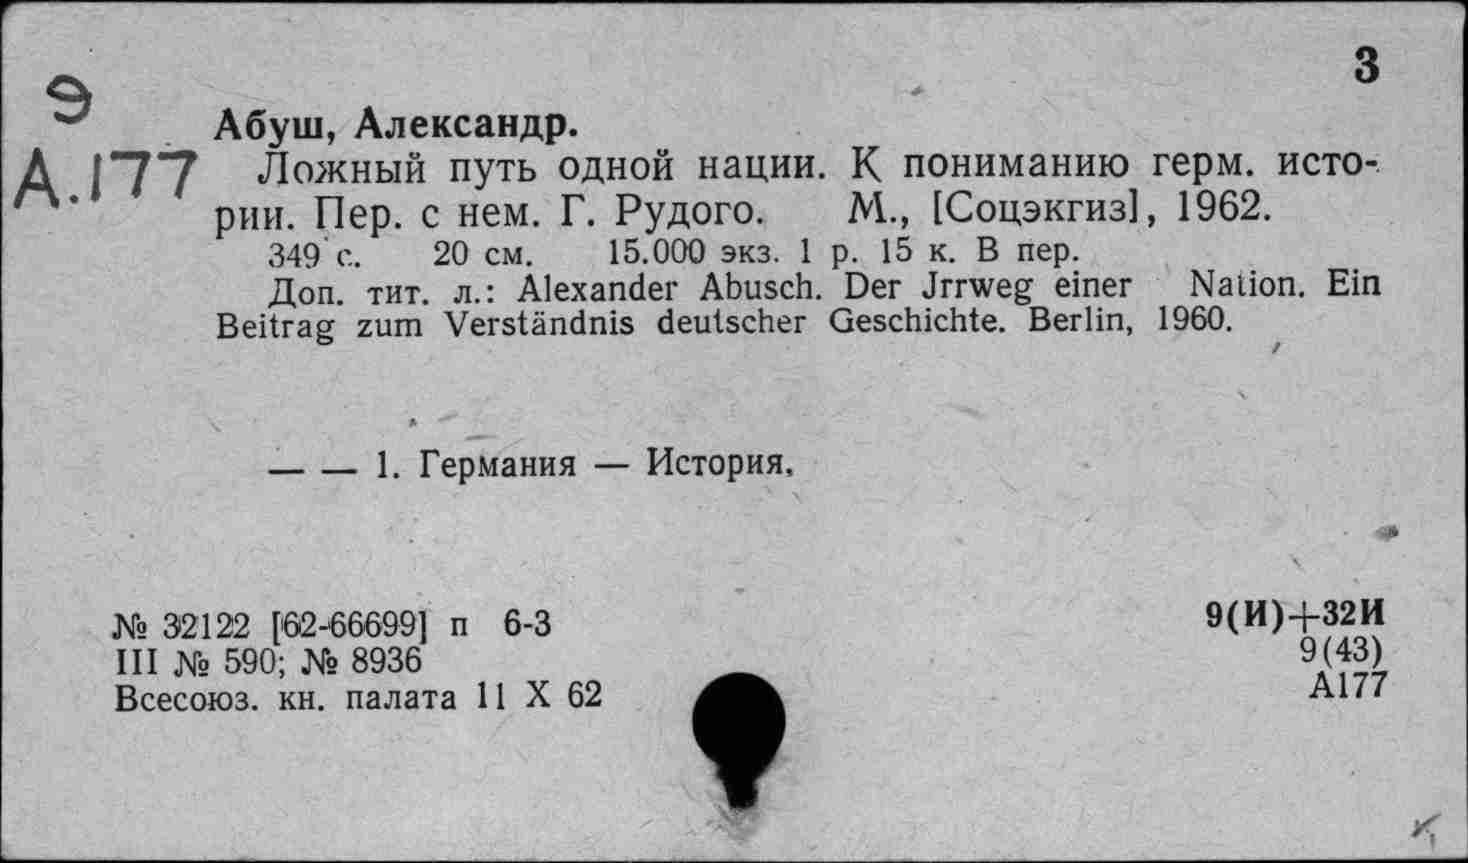 З
9
Абуш, Александр.
А.177
Ложный путь одной нации. К пониманию герм. исто-
рии. Пер. с нем. Г. Рудого. М., [Соцэкгиз], 1962.
349 с. 20 см. 15.000 экз. 1 р. 15 к. В пер.
Доп. тит. л.: Alexander Abusch. Der Jrrweg einer Nation. Ein
Beitrag zum Verständnis deutscher Geschichte. Berlin, 1960.
— — 1. Германия — История.
№ 32122 [62-66699] п 6-3
III № 590; № 8936
Всесоюз. кн. палата 11 X 62
9(И)+32И
9(43)
А177